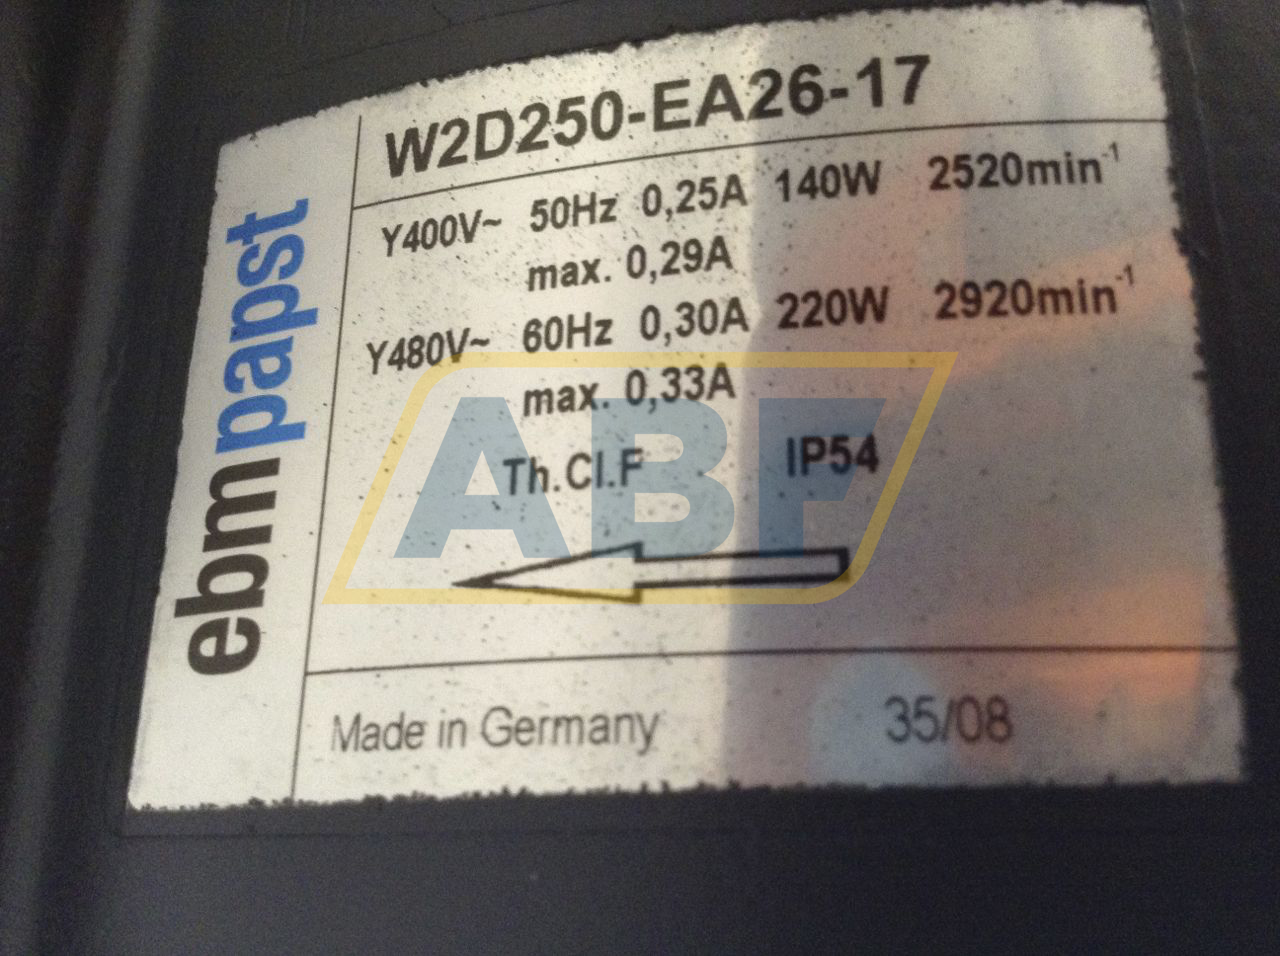 W2D250-EA26-17
Y400V~ 50Hz 0,25A 140W 2520min⁻¹
max. 0,29A
Y480V~ 60Hz 0,30A 220W 2920min⁻¹
max. 0,33A
Th.Cl.F IP54
ABF
Made in Germany 35/08
ebmpapst